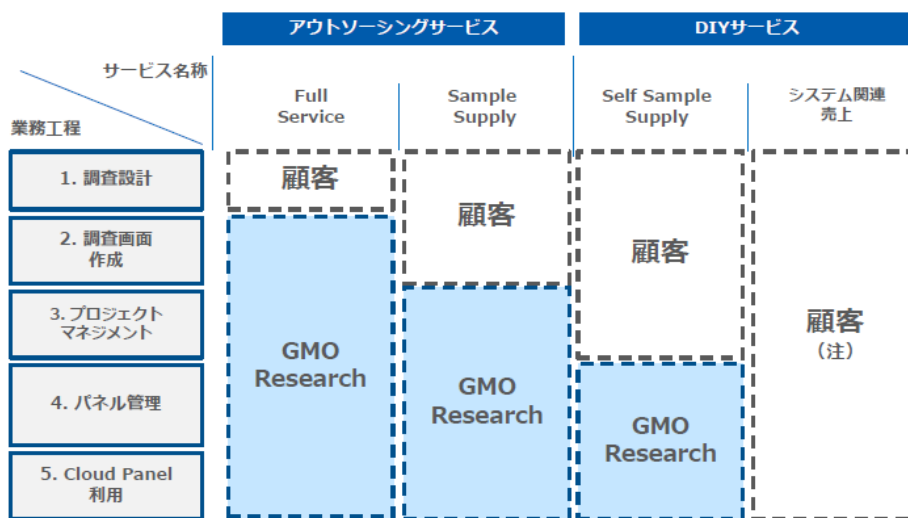 アウトソーシングサービス
DIYサービス
サービス名称
業務工程
Full
Service
Sample
Supply
Self Sample
Supply
システム関連
売上
1. 調査設計
2. 調査画面
作成
3. プロジェクト
マネジメント
4. パネル管理
5. Cloud Panel
利用
顧客
GMO
Research
顧客
GMO
Research
顧客
GMO
Research
顧客
（注）